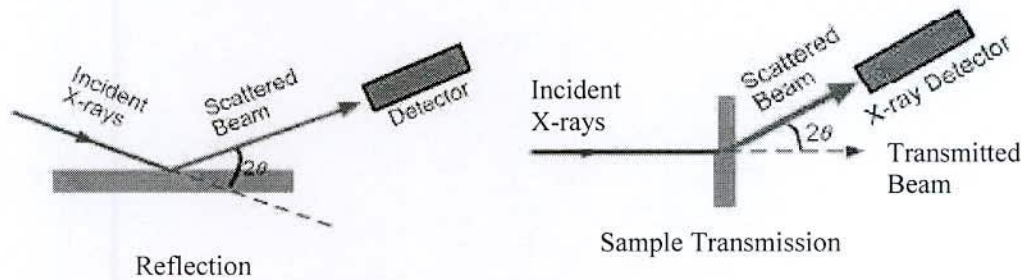 Incident
X-rays
Scattered
Beam
Detector
2θ
Reflection
Incident
X-rays
Scattered
Beam
X-ray Detector
2θ
Transmitted
Beam
Sample Transmission